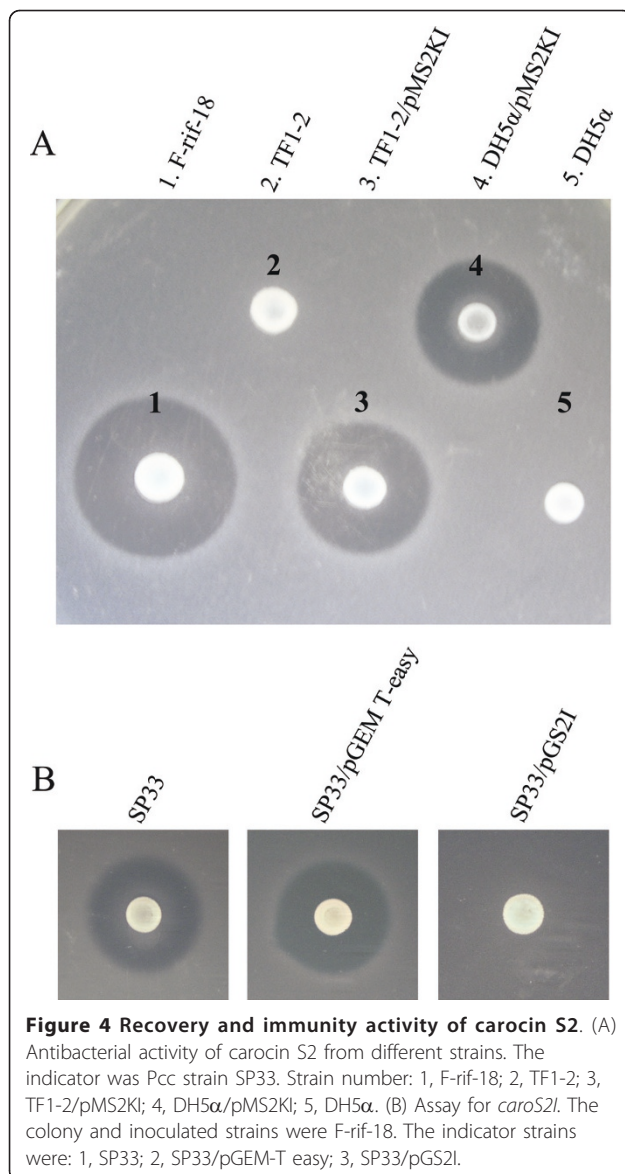 A
1. F-rif-18
2. TF1-2
3. TF1-2/pMS2KI
4. DH5α/pMS2KI
5. DH5α
1
2
3
4
5
B
SP33
SP33/pGEM T-easy
SP33/pGS2I
Figure 4 Recovery and immunity activity of carocin S2. (A)
Antibacterial activity of carocin S2 from different strains. The
indicator was Pcc strain SP33. Strain number: 1, F-rif-18; 2, TF1-2; 3,
TF1-2/pMS2KI; 4, DH5α/pMS2KI; 5, DH5α. (B) Assay for caroS2I. The
colony and inoculated strains were F-rif-18. The indicator strains
were: 1, SP33; 2, SP33/pGEM-T easy; 3, SP33/pGS2I.